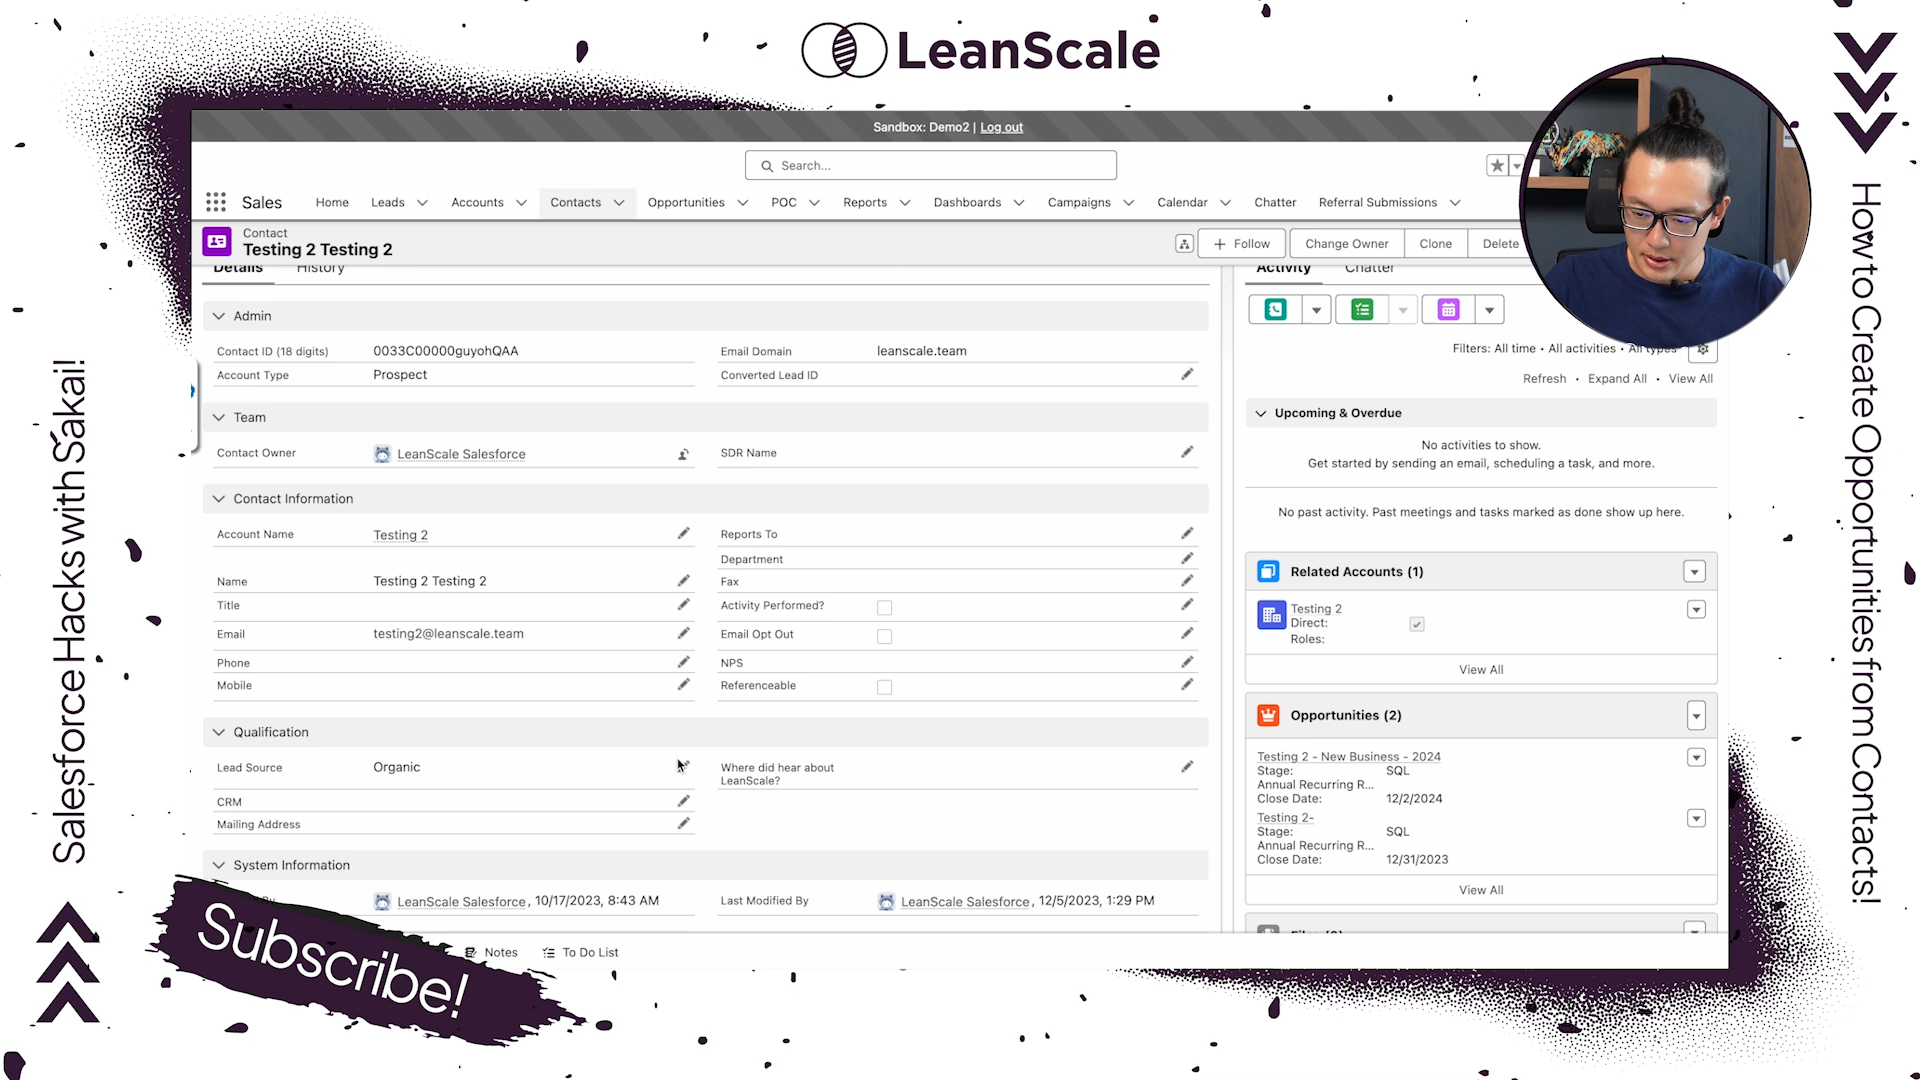 LeanScale
Salesforce Hacks with Sakai!
How to Create Opportunities from Contacts!
Sandbox: Demo2 | Log out
Search...
Sales
Home
Leads
Accounts
Contacts
Opportunities
POC
Reports
Dashboards
Campaigns
Calendar
Chatter
Referral Submissions
Contact
Testing 2 Testing 2
Follow
Change Owner
Clone
Delete
Details
History
Admin
Contact ID (18 digits) 0033C00000guyohQAA
Email Domain leanscale.team
Account Type Prospect
Converted Lead ID
Team
Contact Owner LeanScale Salesforce
SDR Name
Contact Information
Account Name Testing 2
Reports To
Department
Name Testing 2 Testing 2
Fax
Title
Activity Performed?
Email testing2@leanscale.team
Email Opt Out
Phone
NPS
Mobile
Referenceable
Qualification
Lead Source Organic
Where did hear about
LeanScale?
CRM
Mailing Address
System Information
LeanScale Salesforce, 10/17/2023, 8:43 AM
Last Modified By LeanScale Salesforce, 12/5/2023, 1:29 PM
Notes
To Do List
Activity
Chatter
Filters: All time • All activities • All types
Refresh • Expand All • View All
Upcoming & Overdue
No activities to show.
Get started by sending an email, scheduling a task, and more.
No past activity. Past meetings and tasks marked as done show up here.
Related Accounts (1)
Testing 2
Direct:
Roles:
View All
Opportunities (2)
Testing 2 - New Business - 2024
Stage: SQL
Annual Recurring R...
Close Date: 12/2/2024
Testing 2-
Stage: SQL
Annual Recurring R...
Close Date: 12/31/2023
View All
Subscribe!